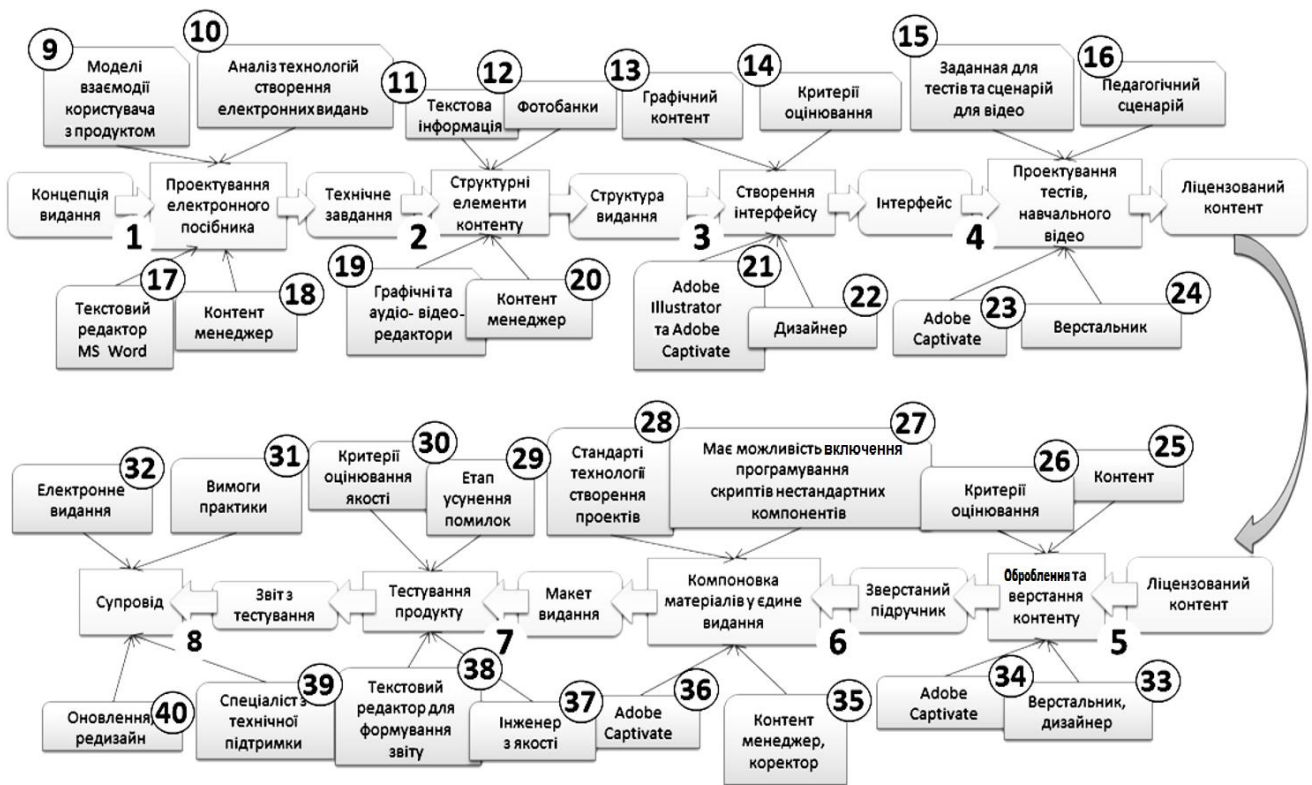 9
Моделі
взаємодії
користувача
з продуктом
10
Аналіз технологій
створення
електронних видань
11
Текстова
інформація
12
Фотобанки
13
Графічний
контент
14
Критерії
оцінювання
15
Заданная для
тестів та сценарій
для відео
16
Педагогічний
сценарій
Концепція
видання
1
Проектування
електронного
посібника
Технічне
завдання
2
Структурні
елементи
контенту
Структура
видання
3
Створення
інтерфейсу
Інтерфейс
4
Проектування
тестів,
навчального
відео
Ліцензований
контент
17
Текстовий
редактор
MS Word
18
Контент
менеджер
19
Графічні та
аудіо- відео-
редактори
20
Контент
менеджер
21
Adobe
Illustrator
та Adobe
Captivate
22
Дизайнер
23
Adobe
Captivate
24
Верстальник
32
Електронне
видання
31
Вимоги
практики
30
Критерії
оцінювання
якості
29
Етап
усунення
помилок
28
Стандарті
технології
створення
проектів
27
Має можливість включення
програмування
скриптів нестандартних
компонентів
26
Критерії
оцінювання
25
Контент
Супровід
8
Звіт з
тестування
Тестування
продукту
7
Макет
видання
Компоновка
матеріалів у єдине
видання
6
Зверстаний
підручник
Оброблення та
верстання
контенту
5
Ліцензований
контент
40
Оновлення,
редизайн
39
Спеціаліст з
технічної
підтримки
38
Текстовий
редактор для
формування
звіту
37
Інженер
з якості
36
Adobe
Captivate
35
Контент
менеджер,
коректор
34
Adobe
Captivate
33
Верстальник,
дизайнер